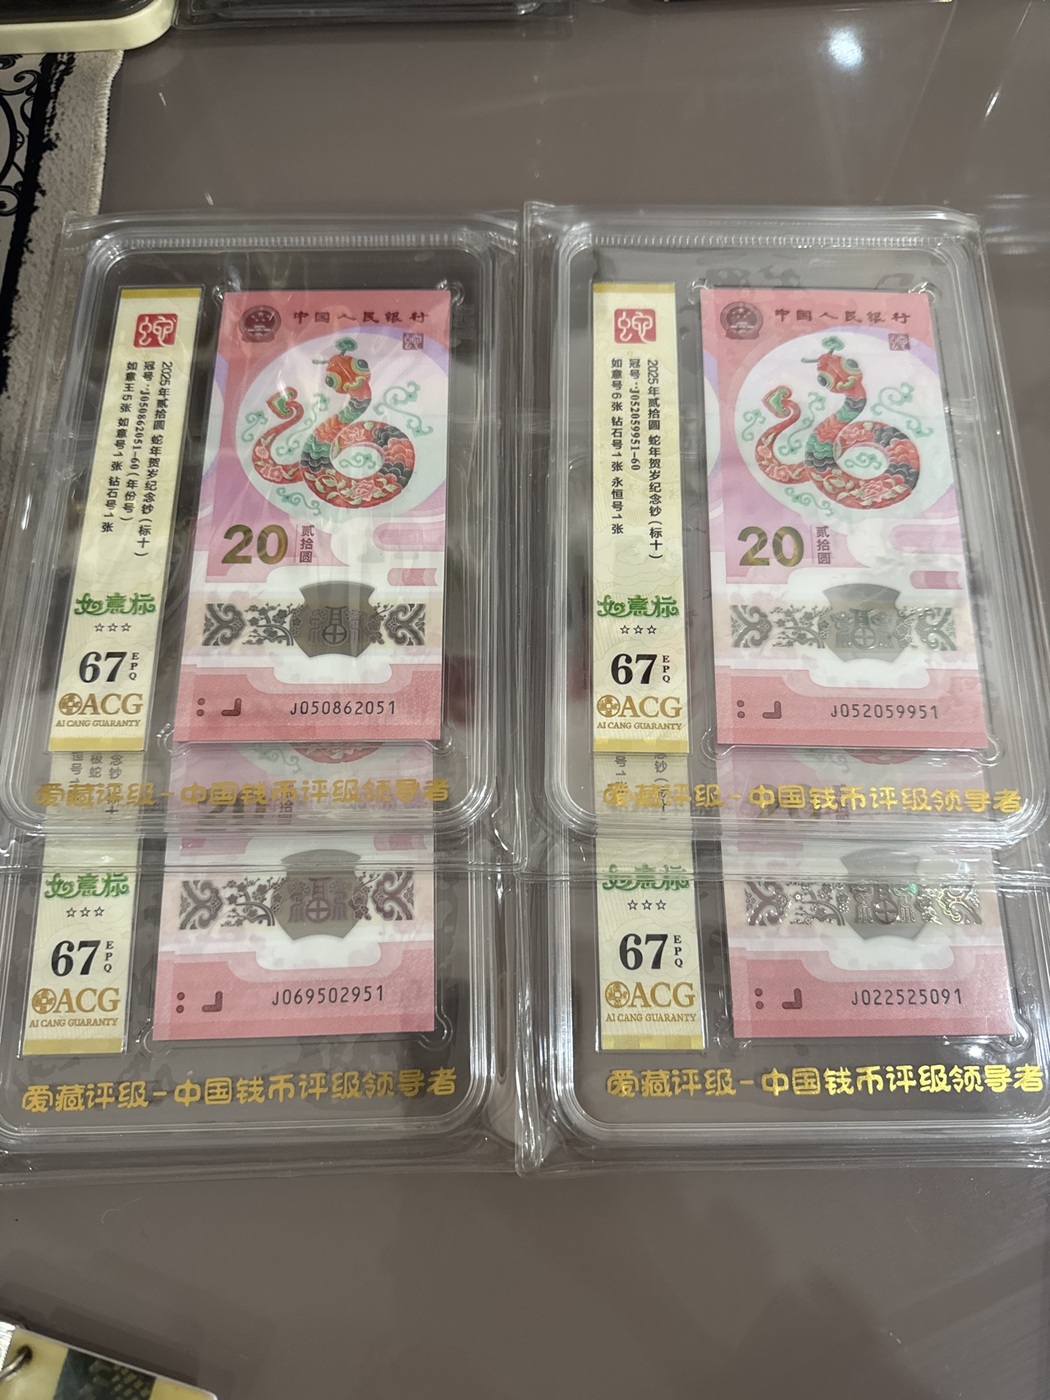 蛇
2025年贰拾圆 蛇年贺岁纪念钞(标十)
冠号:J050862051-60(年份号)
如意王5张 如意号1张 钻石号1张
如意标
☆☆☆
67 EPQ
ACG
AI CANG GUARANTY
中国人民银行
20 贰拾圆
福
J050862051
爱藏评级-中国钱币评级领导者
蛇
2025年贰拾圆 蛇年贺岁纪念钞(标十)
冠号:J052059951-60
如意号6张 钻石号1张 永恒号1张
如意标
☆☆☆
67 EPQ
ACG
AI CANG GUARANTY
中国人民银行
20 贰拾圆
J052059951
爱藏评级-中国钱币评级领导者
如意标
☆☆☆
67 EPQ
ACG
AI CANG GUARANTY
福
J069502951
爱藏评级-中国钱币评级领导者
如意标
☆☆☆
67 EPQ
ACG
AI CANG GUARANTY
J022525091
爱藏评级-中国钱币评级领导者